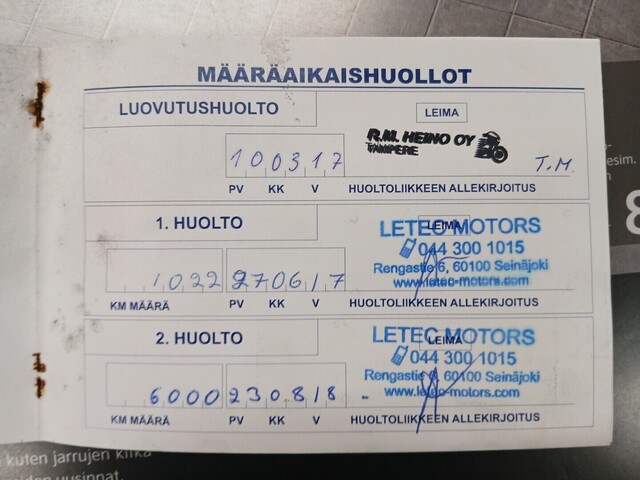 MÄÄRÄAIKAISHUOLLOT
LUOVUTUSHUOLTO
LEIMA
R.M. HEINO OY
TAMPERE
100317
T.M.
PV KK V HUOLTOLIIKKEEN ALLEKIRJOITUS
1. HUOLTO
LEIMA
LETEC MOTORS
044 300 1015
Rengastie 6, 60100 Seinäjoki
www.letec-motors.com
1022 270617
KM MÄÄRÄ PV KK V HUOLTOLIIKKEEN ALLEKIRJOITUS
2. HUOLTO
LEIMA
LETEC MOTORS
044 300 1015
Rengastie 6, 60100 Seinäjoki
www.letec-motors.com
6000 230818
KM MÄÄRÄ PV KK V HUOLTOLIIKKEEN ALLEKIRJOITUS
kuten jarrujen
uusinnat.
esim.
8